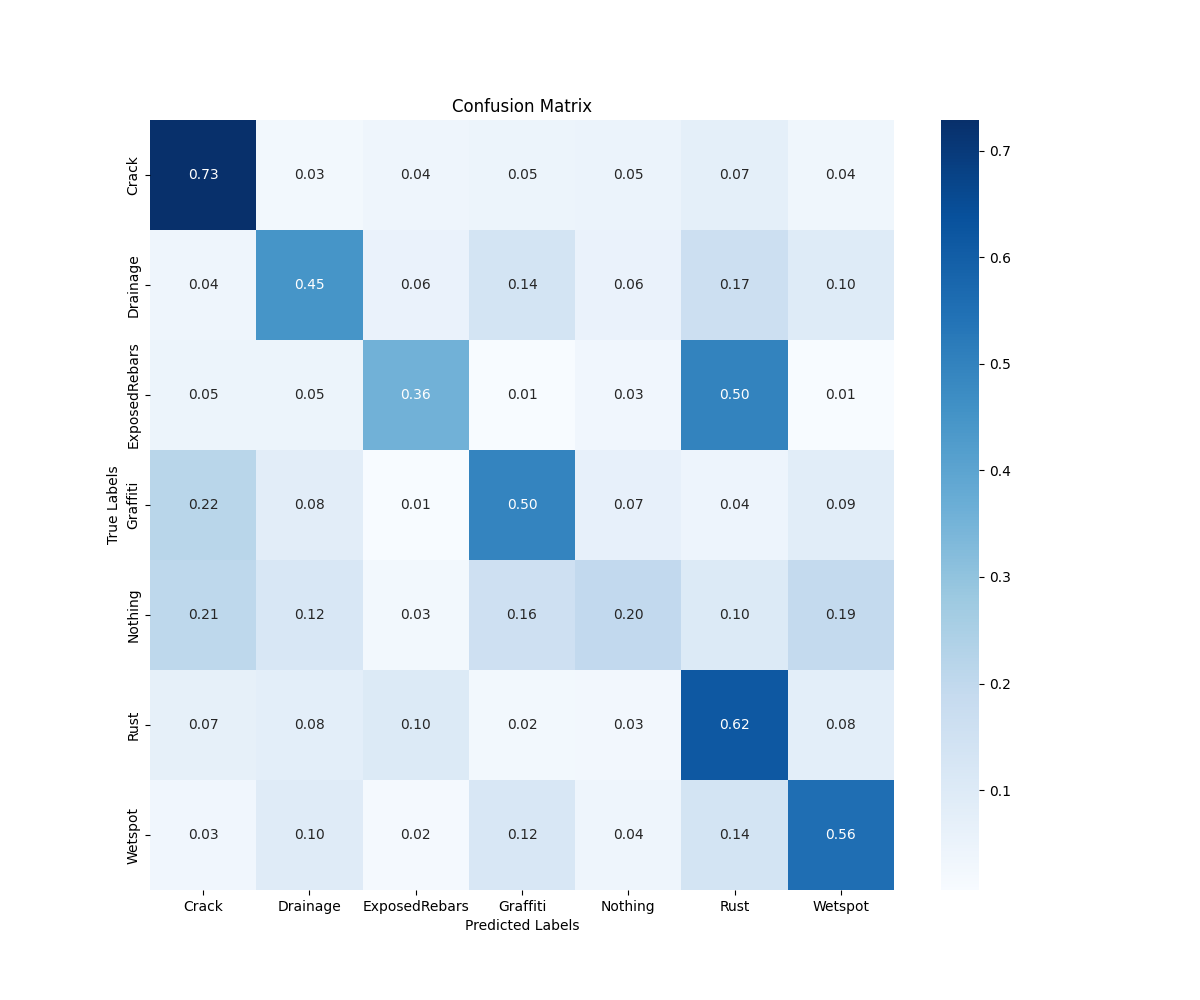 Confusion Matrix
True Labels
Crack 0.73 0.03 0.04 0.05 0.05 0.07 0.04
Drainage 0.04 0.45 0.06 0.14 0.06 0.17 0.10
ExposedRebars 0.05 0.05 0.36 0.01 0.03 0.50 0.01
Graffiti 0.22 0.08 0.01 0.50 0.07 0.04 0.09
Nothing 0.21 0.12 0.03 0.16 0.20 0.10 0.19
Rust 0.07 0.08 0.10 0.02 0.03 0.62 0.08
Wetspot 0.03 0.10 0.02 0.12 0.04 0.14 0.56
Crack Drainage ExposedRebars Graffiti Nothing Rust Wetspot
Predicted Labels
0.7
0.6
0.5
0.4
0.3
0.2
0.1